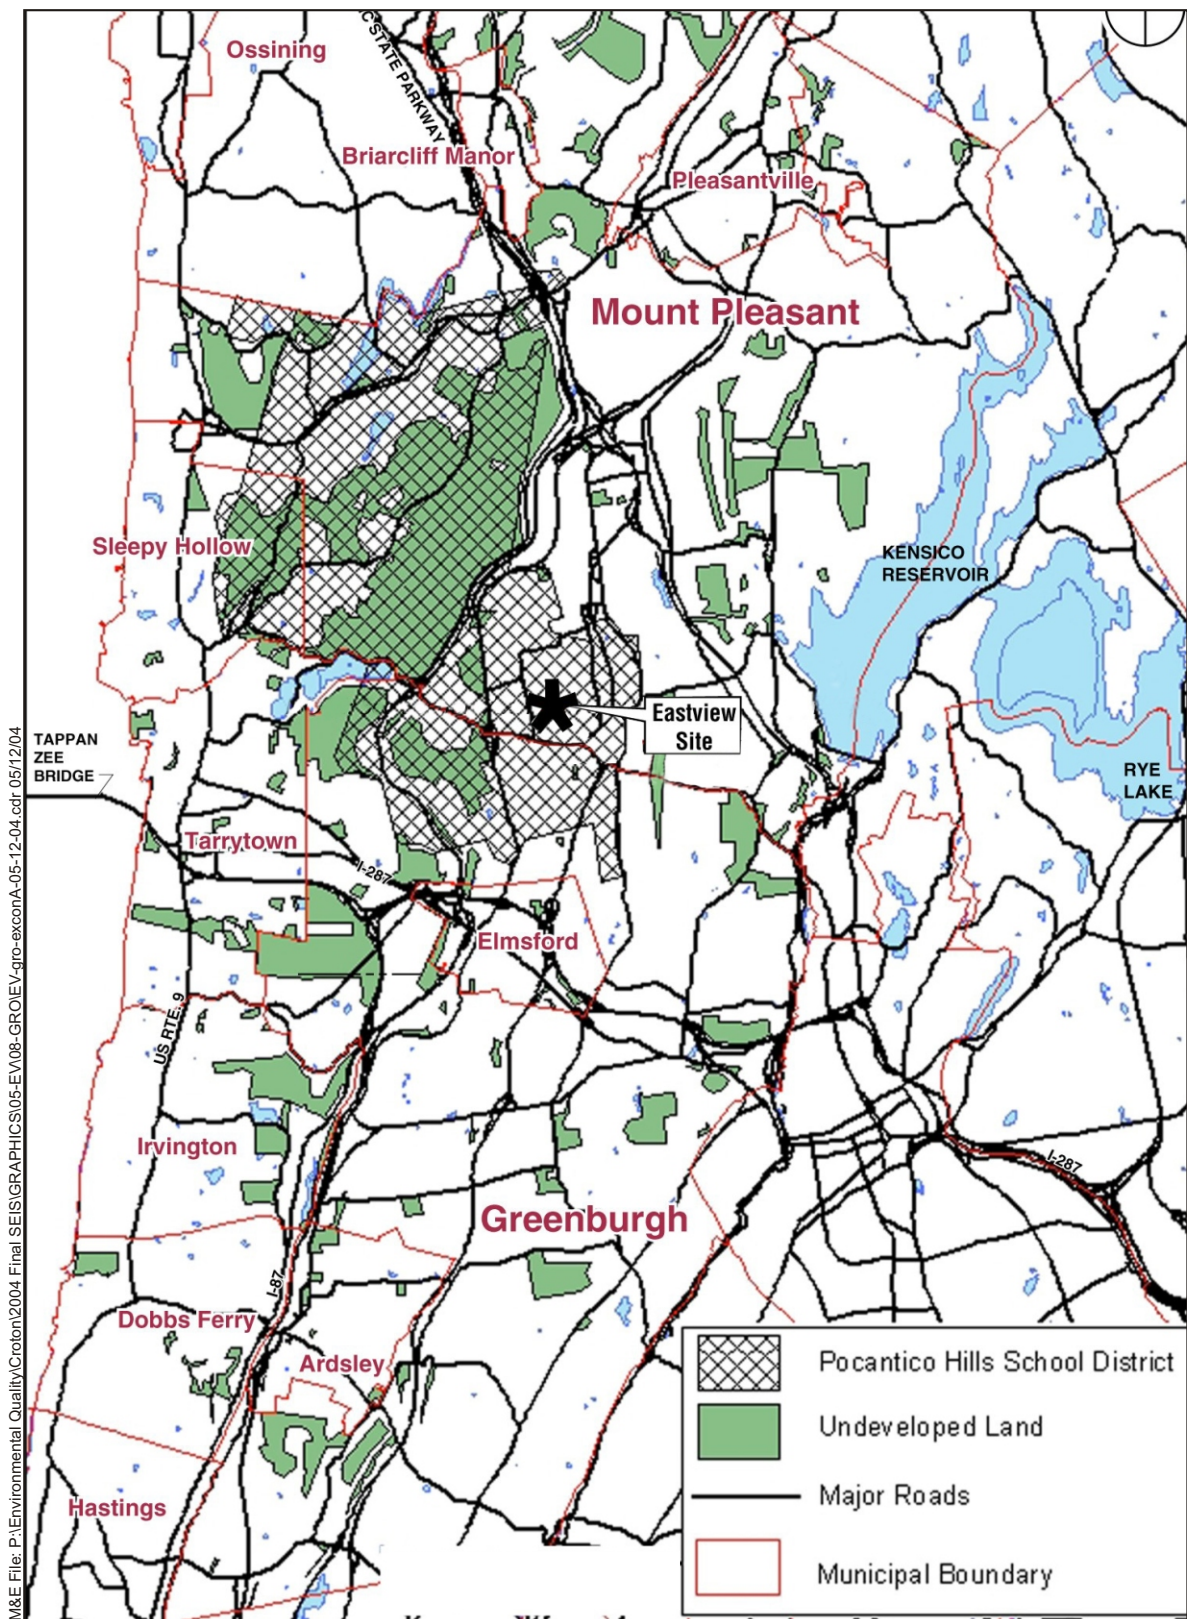 Ossining
C STATE PARKWAY
Briarcliff Manor
Pleasantville
Mount Pleasant
Sleepy Hollow
KENSICO
RESERVOIR
Eastview
Site
TAPPAN
ZEE
BRIDGE
RYE
LAKE
Tarrytown
I-287
Elmsford
US RTE. 9
Irvington
I-287
Greenburgh
I-87
Dobbs Ferry
Ardsley
Hastings
Pocantico Hills School District
Undeveloped Land
Major Roads
Municipal Boundary
M&E File: P:\Environmental Quality\Croton\2004 Final SEIS\GRAPHICS\05-EV\08-GRO\EV-gro-exconA-05-12-04.cdr 05/12/04